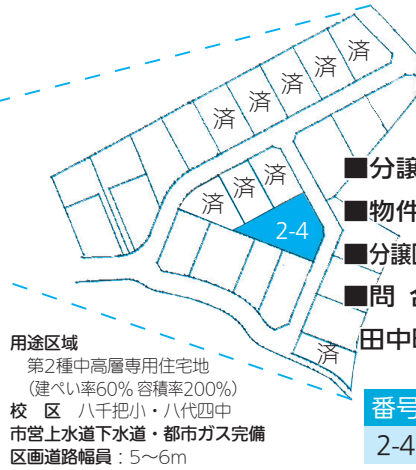 済
済
済
済
済
済
済
済
2-4
済
■分譲
■物件
■分譲
■問 合
田中
用途区域
第2種中高層専用住宅地
（建ぺい率60% 容積率200%）
校 区 八千把小・八代四中
市営上水道下水道・都市ガス完備
区画道路幅員：5〜6m
番号
2-4